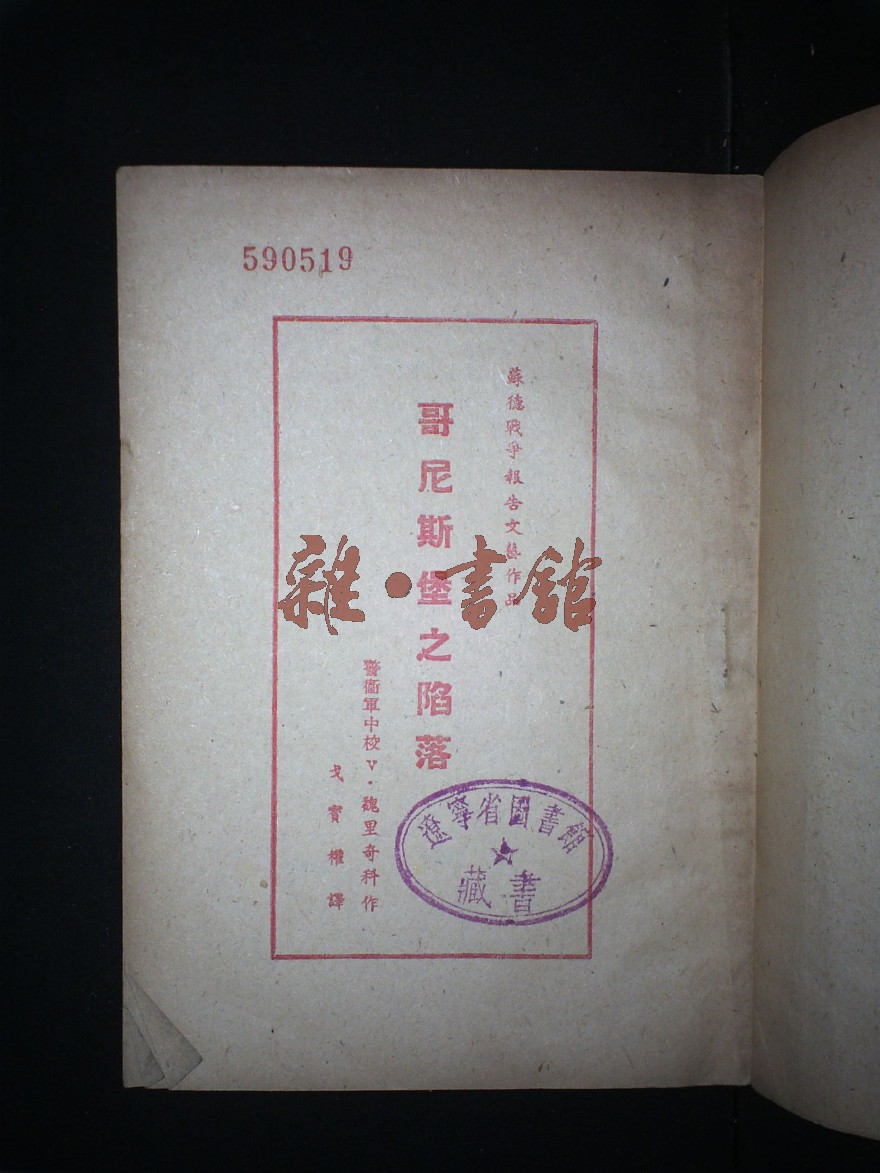 590519
蘇德戰爭報告文藝作品
哥尼斯堡之陷落
警衞軍中校V·魏里奇科作
戈寶權譯
雜·書館
遼寧省圖書館
藏書